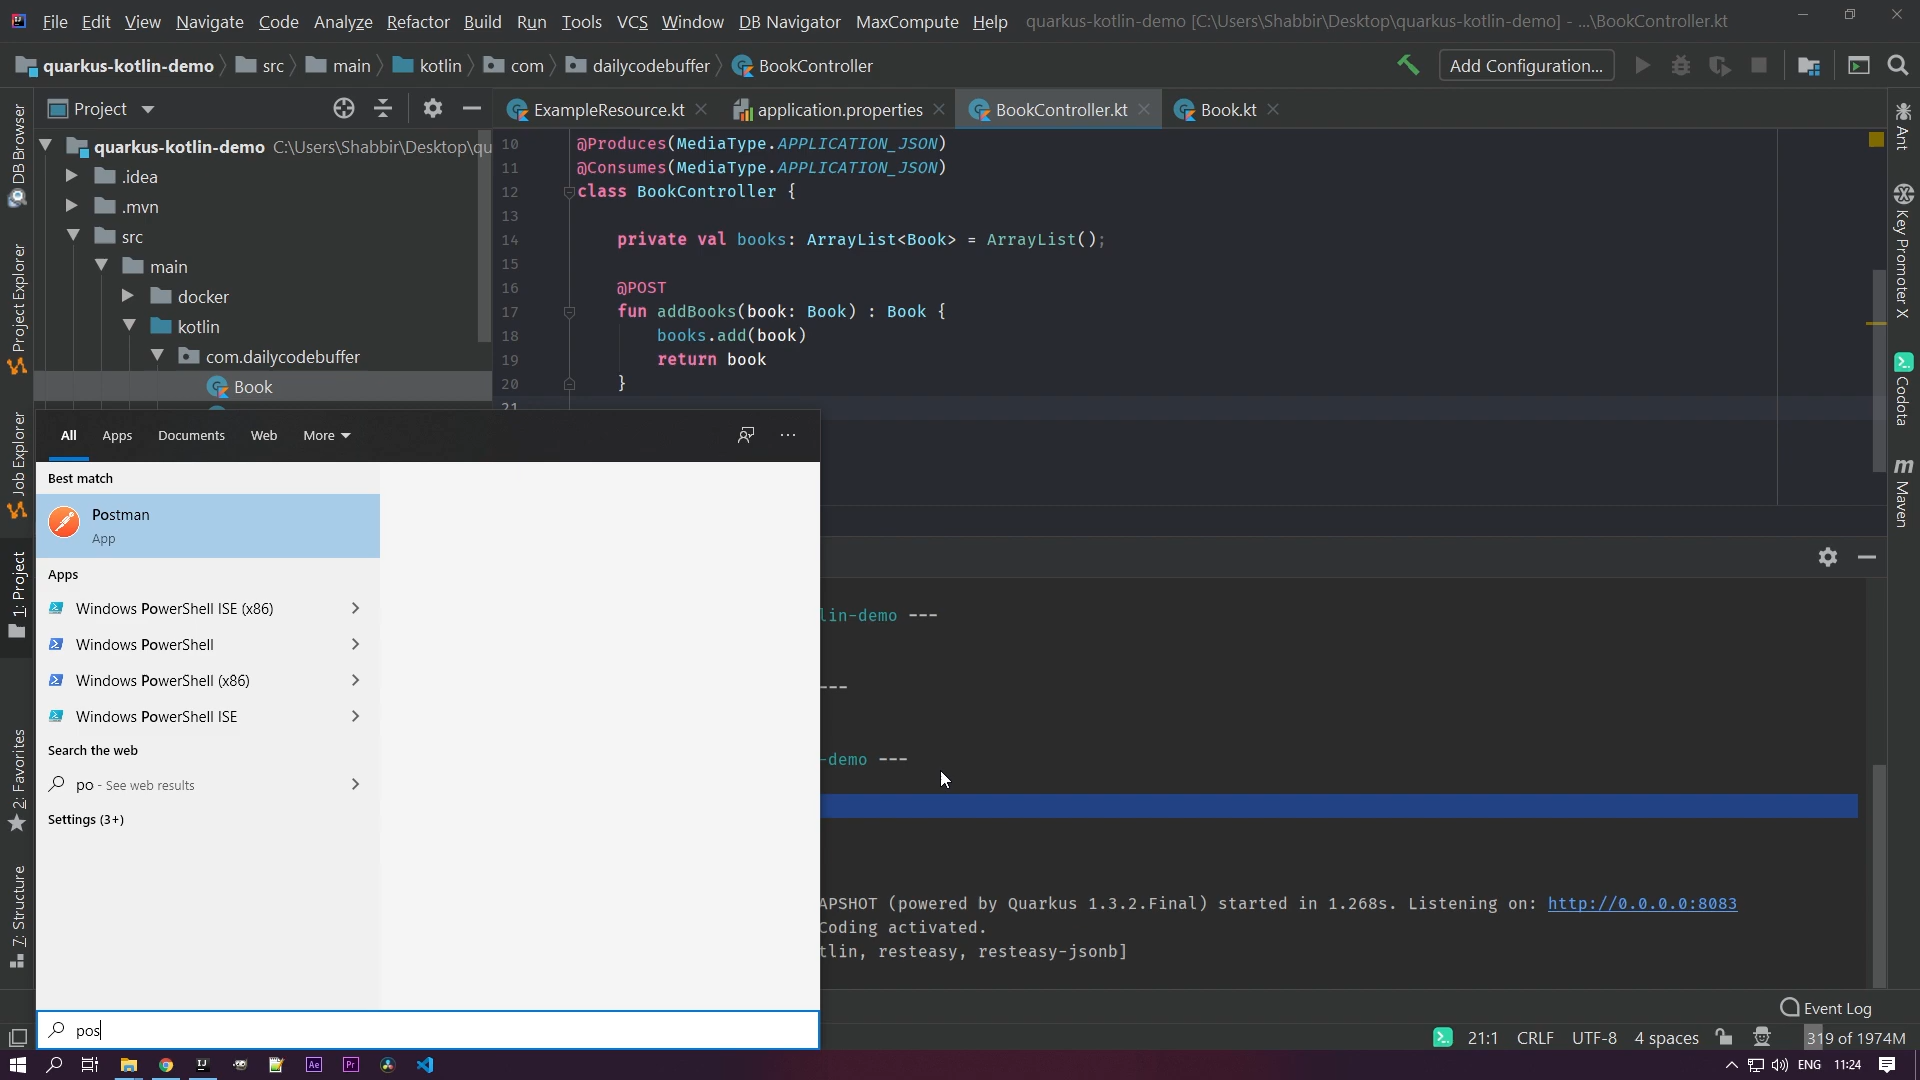 File Edit View Navigate Code Analyze Refactor Build Run Tools VCS Window DB Navigator MaxCompute Help quarkus-kotlin-demo [C:\Users\Shabbir\Desktop\quarkus-kotlin-demo] - ...\BookController.kt
quarkus-kotlin-demo src main kotlin com dailycodebuffer BookController
Add Configuration...
Project
ExampleResource.kt application.properties BookController.kt Book.kt
quarkus-kotlin-demo C:\Users\Shabbir\Desktop\qu
.idea
.mvn
src
main
docker
kotlin
com.dailycodebuffer
Book
10 @Produces(MediaType.APPLICATION_JSON)
11 @Consumes(MediaType.APPLICATION_JSON)
12 class BookController {
13
14 private val books: ArrayList<Book> = ArrayList();
15
16 @POST
17 fun addBooks(book: Book) : Book {
18 books.add(book)
19 return book
20 }
21
DB Browser
Project Explorer
Job Explorer
1: Project
2: Favorites
7: Structure
Ant
Key Promoter X
Codota
m
Maven
All Apps Documents Web More
Best match
Postman
App
Apps
Windows PowerShell ISE (x86)
Windows PowerShell
Windows PowerShell (x86)
Windows PowerShell ISE
Search the web
po - See web results
Settings (3+)
pos
lin-demo ---
---
-demo ---
APSHOT (powered by Quarkus 1.3.2.Final) started in 1.268s. Listening on: http://0.0.0.0:8083
Coding activated.
tlin, resteasy, resteasy-jsonb]
Event Log
21:1 CRLF UTF-8 4 spaces 319 of 1974M
IJ Ae Pr
ENG 11:24